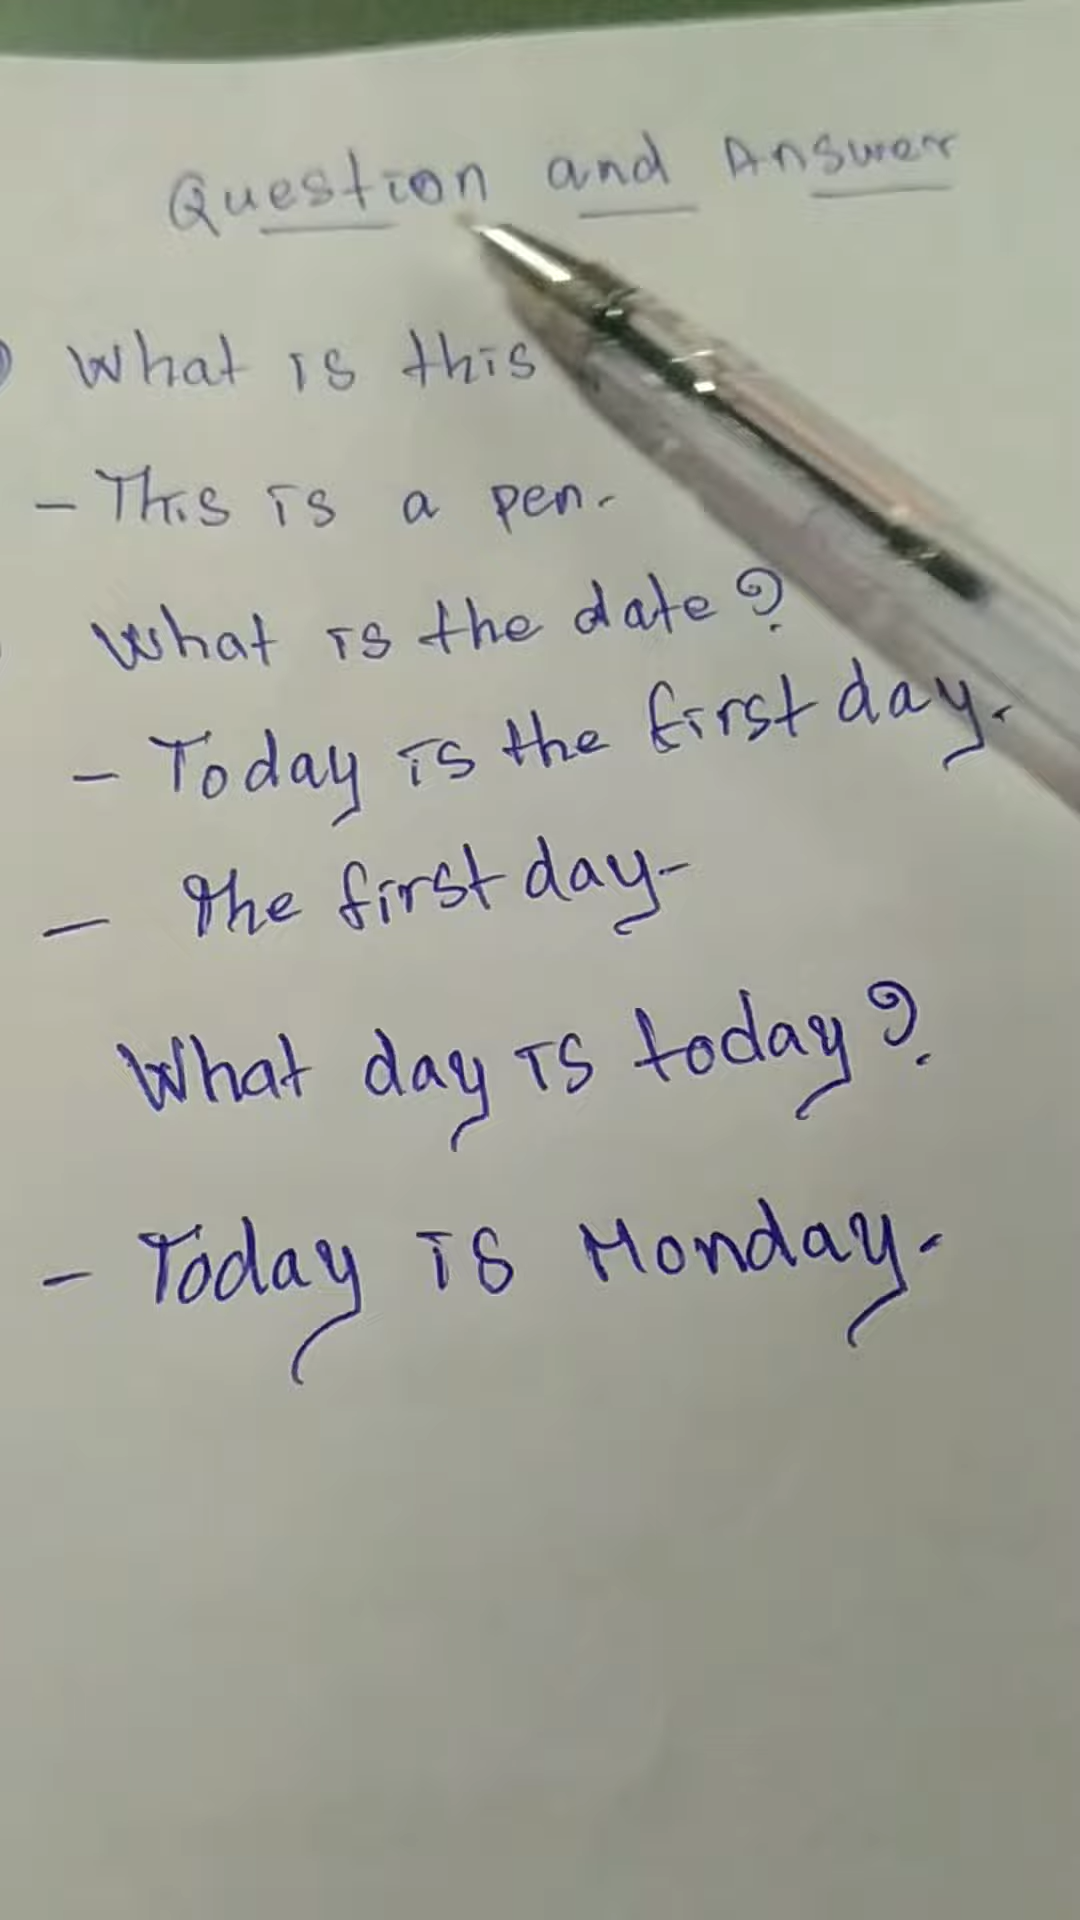 Question and Answer
What is this
- This is a pen.
What is the date?
- Today is the first day.
- The first day-
What day is today?
- Today is Monday.